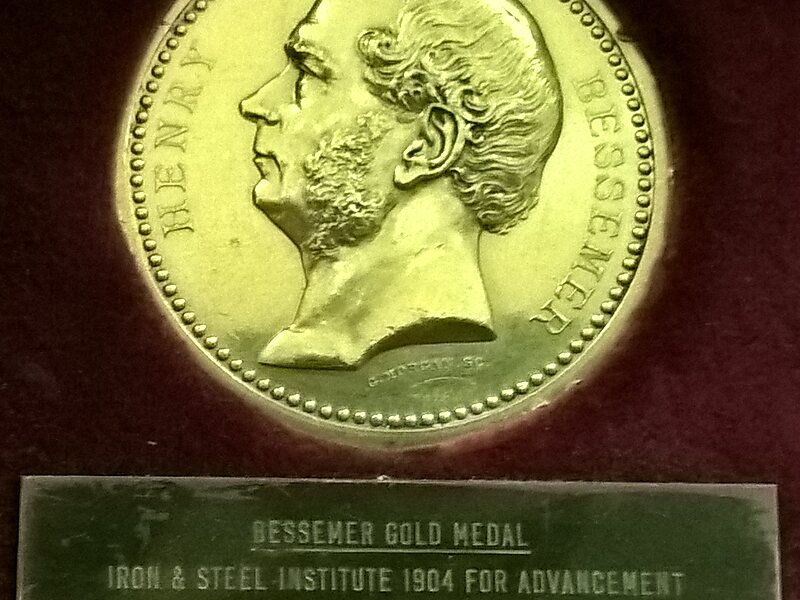 HENRY BESSEMER
BESSEMER GOLD MEDAL
IRON & STEEL INSTITUTE 1904 FOR ADVANCEMENT